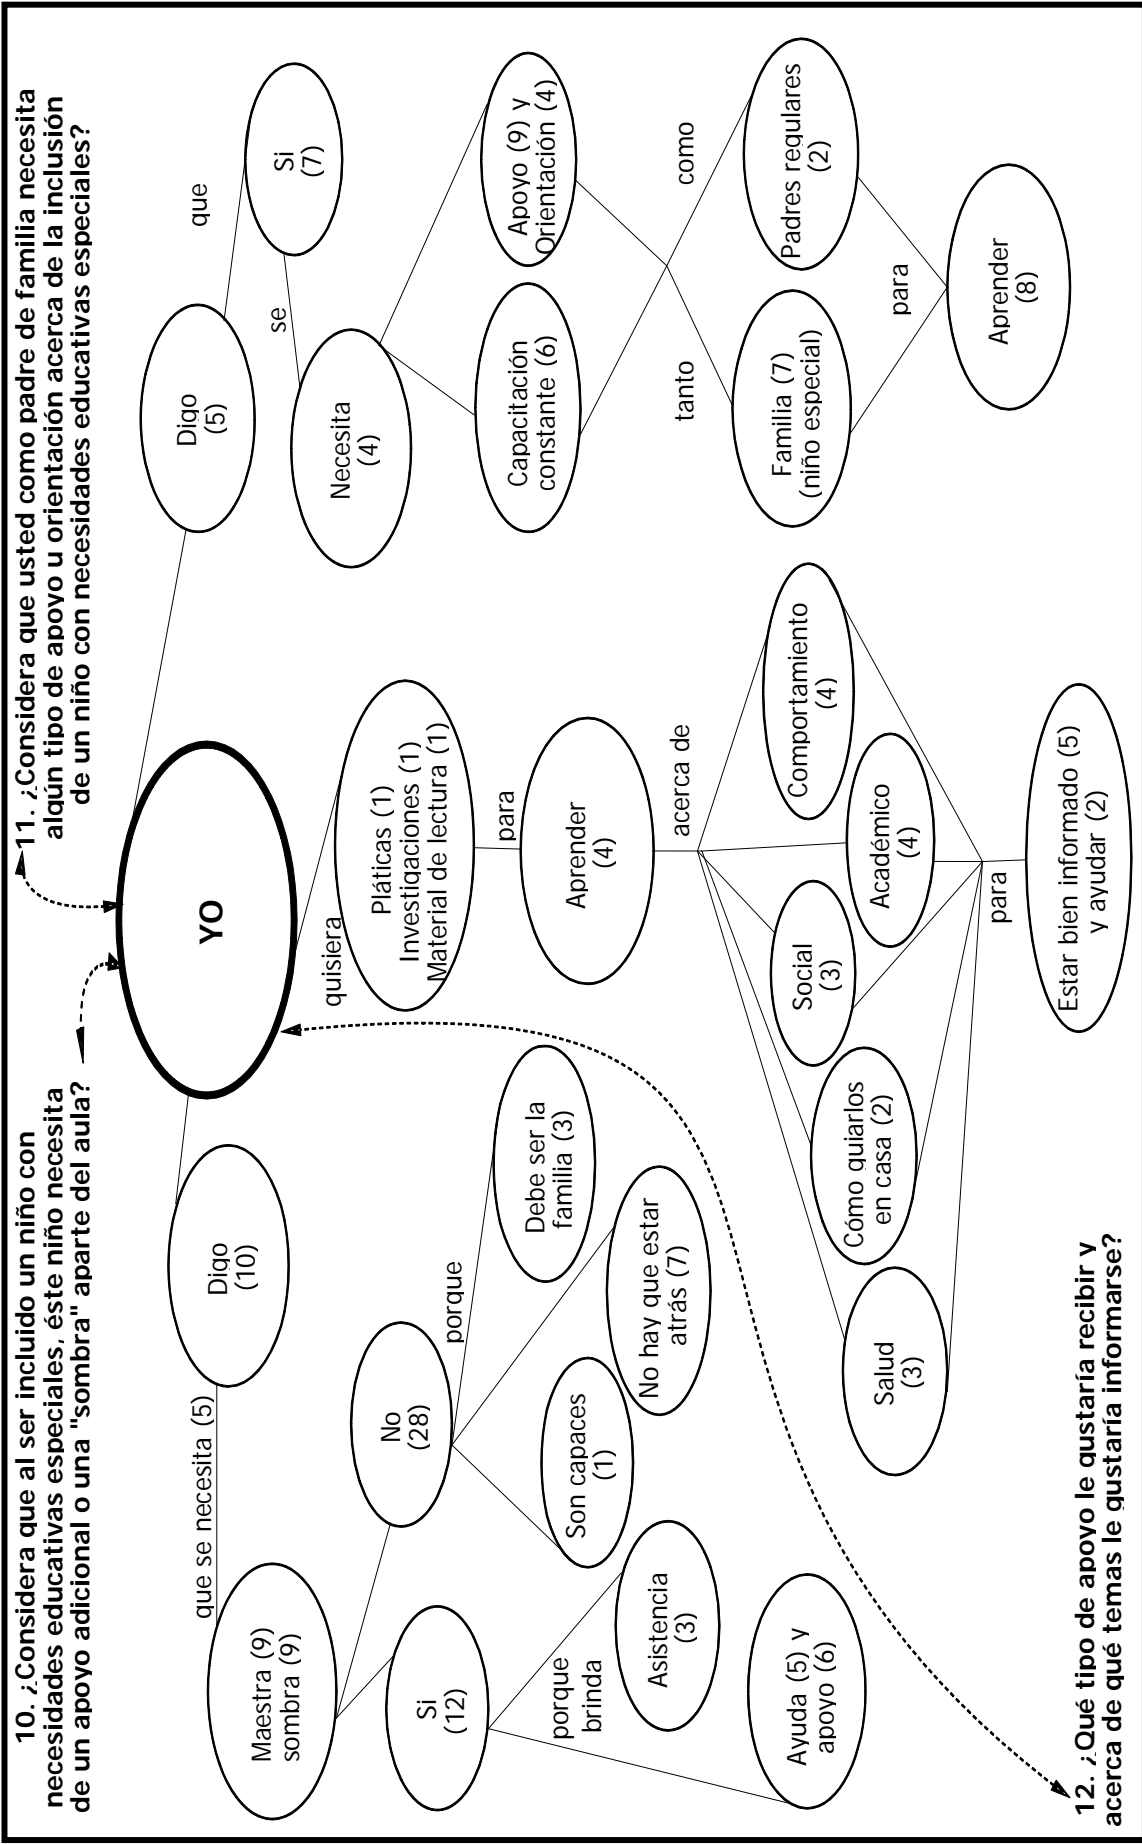 10. ¿Considera que al ser incluido un niño con
necesidades educativas especiales, éste niño necesita
de un apoyo adicional o una "sombra" aparte del aula?
11. ¿Considera que usted como padre de familia necesita
algún tipo de apoyo u orientación acerca de la inclusión
de un niño con necesidades educativas especiales?
YO
Digo
(10)
que se necesita (5)
Maestra (9)
sombra (9)
No
(28)
porque
Debe ser la
familia (3)
No hay que estar
atrás (7)
Son capaces
(1)
Si
(12)
porque
brinda
Asistencia
(3)
Ayuda (5) y
apoyo (6)
quisiera
Pláticas (1)
Investigaciones (1)
Material de lectura (1)
para
Aprender
(4)
acerca de
Salud
(3)
Cómo guiarlos
en casa (2)
Social
(3)
Académico
(4)
Comportamiento
(4)
para
Estar bien informado (5)
y ayudar (2)
Digo
(5)
que
Si
(7)
se
Necesita
(4)
Capacitación
constante (6)
Apoyo (9) y
Orientación (4)
tanto
como
Familia (7)
(niño especial)
Padres regulares
(2)
para
Aprender
(8)
12. ¿Qué tipo de apoyo le gustaría recibir y
acerca de qué temas le gustaría informarse?